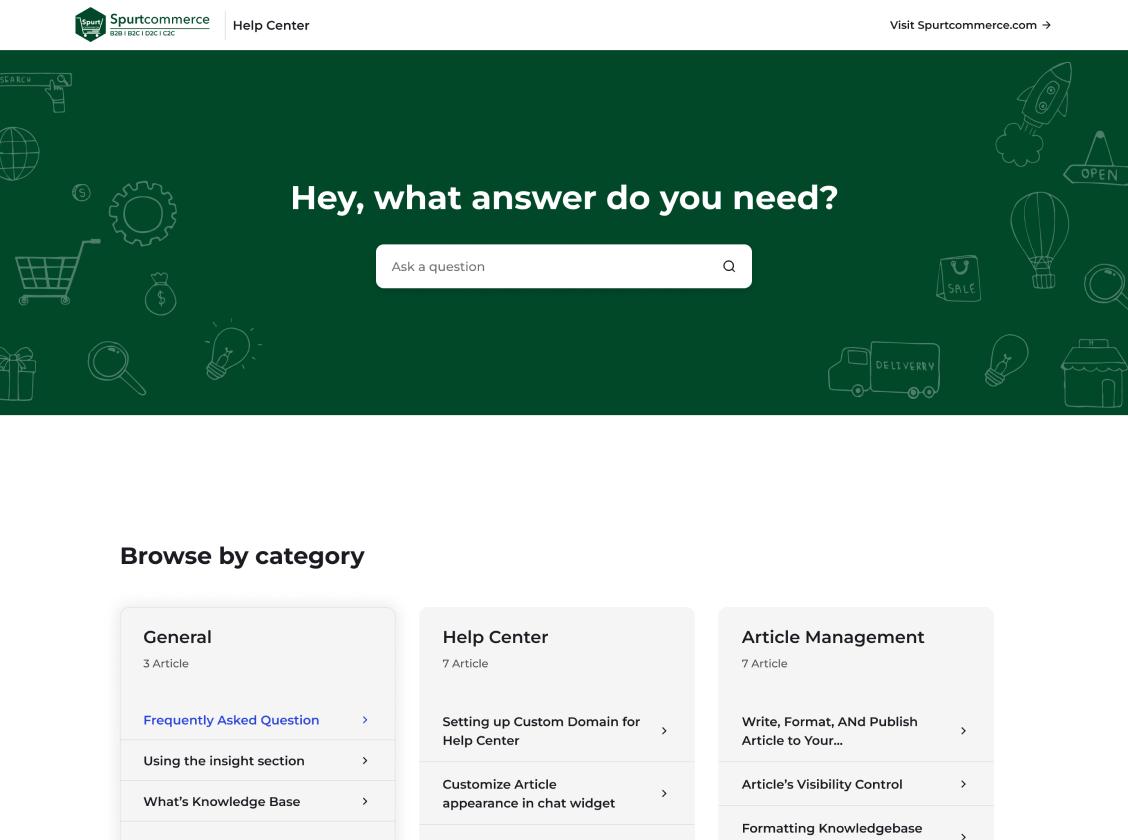 Spurt
Spurtcommerce
B2B | B2C | D2C | C2C
Help Center
Visit Spurtcommerce.com →
SEARCH
OPEN
Hey, what answer do you need?
Ask a question
SALE
$
S
DELIVERRY
Browse by category
General
3 Article
Frequently Asked Question
Using the insight section
What’s Knowledge Base
Help Center
7 Article
Setting up Custom Domain for
Help Center
Customize Article
appearance in chat widget
Article Management
7 Article
Write, Format, ANd Publish
Article to Your...
Article’s Visibility Control
Formatting Knowledgebase